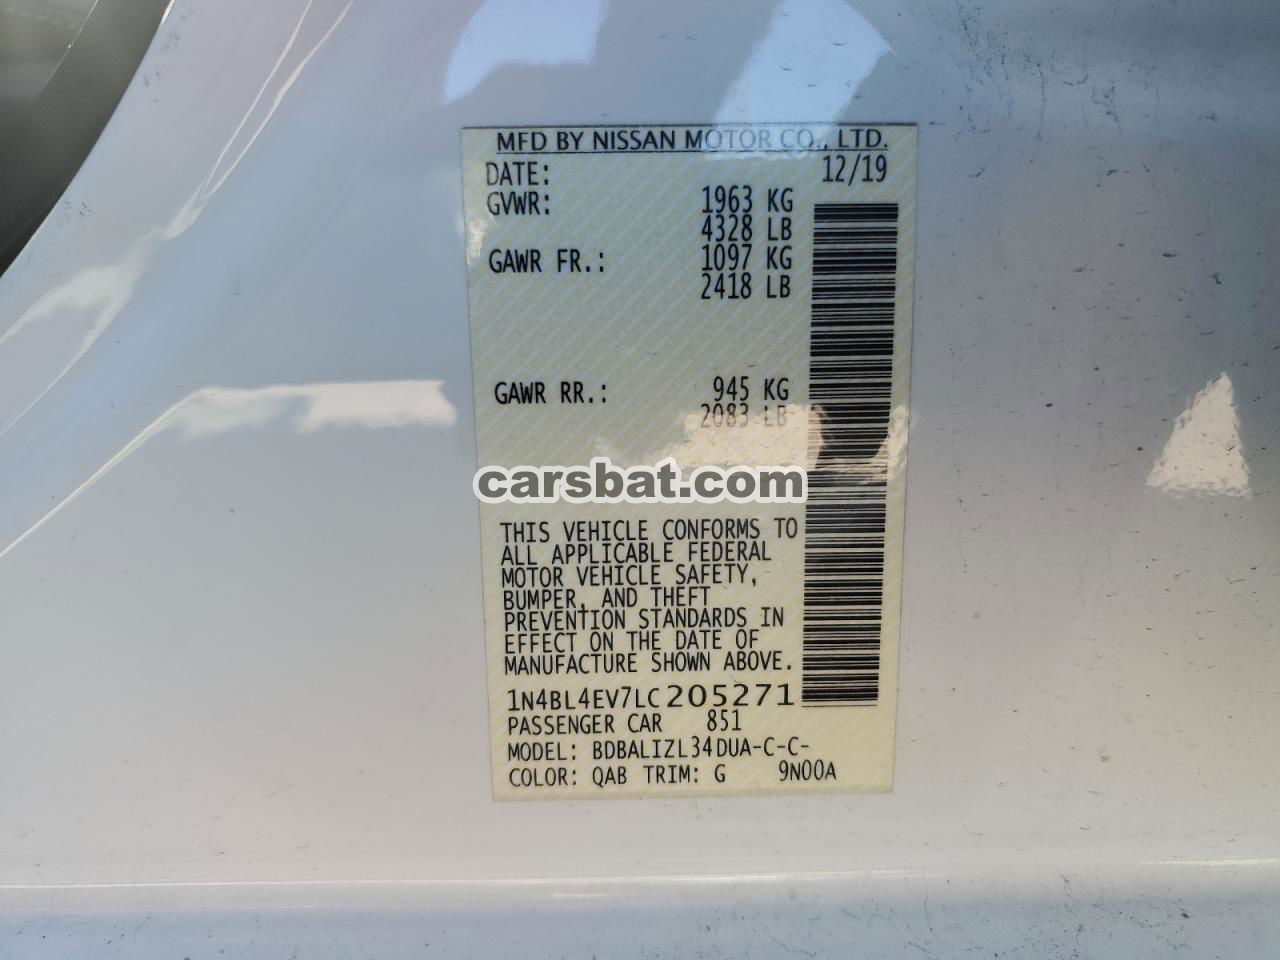 MFD BY NISSAN MOTOR CO., LTD.
DATE: 12/19
GVWR: 1963 KG
4328 LB
GAWR FR.: 1097 KG
2418 LB
GAWR RR.: 945 KG
2083 LB
carsbat.com
THIS VEHICLE CONFORMS TO
ALL APPLICABLE FEDERAL
MOTOR VEHICLE SAFETY,
BUMPER, AND THEFT
PREVENTION STANDARDS IN
EFFECT ON THE DATE OF
MANUFACTURE SHOWN ABOVE.
1N4BL4EV7LC205271
PASSENGER CAR 851
MODEL: BDBALIZL34DUA-C-C-
COLOR: QAB TRIM: G 9N00A